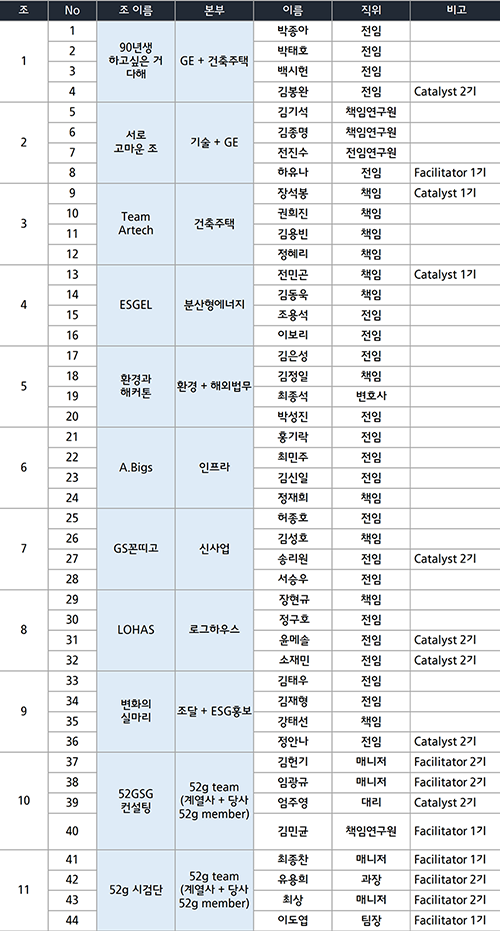 조 No 조 이름 본부 이름 직위 비고
1 90년생 하고싶은 거 다해 GE + 건축주택
1 박종아 전임
2 박태호 전임
3 백시헌 전임
4 김봉완 전임 Catalyst 2기
2 서로 고마운 조 기술 + GE
5 김기석 책임연구원
6 김종명 책임연구원
7 전진수 전임연구원
8 하유나 전임 Facilitator 1기
3 Team Artech 건축주택
9 장석봉 책임 Catalyst 1기
10 권희진 책임
11 김용빈 책임
12 정혜리 책임
4 ESGEL 분산형에너지
13 전민곤 책임 Catalyst 1기
14 김동욱 책임
15 조용석 전임
16 이보리 전임
5 환경과 해커톤 환경 + 해외법무
17 김은성 전임
18 김정일 책임
19 최종석 변호사
20 박성진 전임
6 A.Bigs 인프라
21 홍기락 전임
22 최민주 전임
23 김신일 전임
24 정재희 책임
7 GS꼰띠고 신사업
25 허종호 전임
26 김성호 책임
27 송리원 전임 Catalyst 2기
28 서승우 전임
8 LOHAS 로그하우스
29 장현규 책임
30 정구호 전임
31 윤메솔 전임 Catalyst 2기
32 소재민 전임 Catalyst 2기
9 변화의 실마리 조달 + ESG홍보
33 김태우 전임
34 김재형 전임
35 강태선 책임
36 정안나 전임 Catalyst 2기
10 52GSG 컨설팅 52g team (계열사 + 당사 52g member)
37 김헌기 매니저 Facilitator 2기
38 임광규 매니저 Facilitator 2기
39 엄주영 대리 Catalyst 2기
40 김민균 책임연구원 Facilitator 1기
11 52g 시검단 52g team (계열사 + 당사 52g member)
41 최종찬 매니저 Facilitator 1기
42 유용희 과장 Facilitator 2기
43 최상 매니저 Facilitator 2기
44 이도엽 팀장 Facilitator 1기